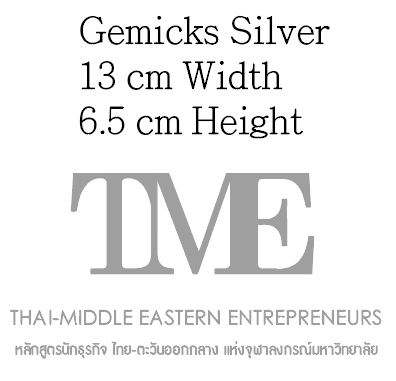 Gemicks Silver
13 cm Width
6.5 cm Height
TME
THAI-MIDDLE EASTERN ENTREPRENEURS
หลักสูตรนักธุรกิจ ไทย-ตะวันออกกลาง แห่งจุฬาลงกรณ์มหาวิทยาลัย